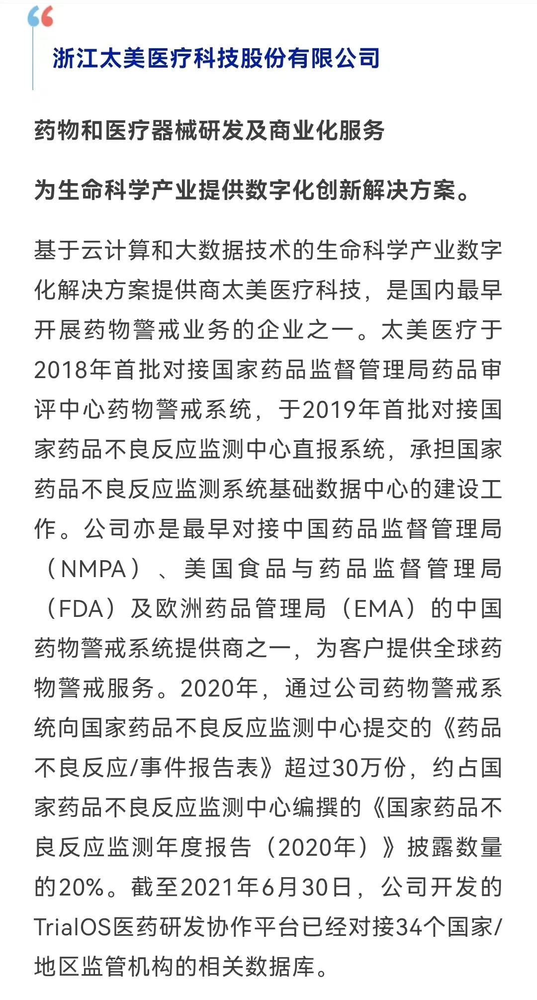 浙江太美医疗科技股份有限公司
药物和医疗器械研发及商业化服务
为生命科学产业提供数字化创新解决方案。
基于云计算和大数据技术的生命科学产业数字
化解决方案提供商太美医疗科技，是国内最早
开展药物警戒业务的企业之一。太美医疗于
2018年首批对接国家药品监督管理局药品审
评中心药物警戒系统，于2019年首批对接国
家药品不良反应监测中心直报系统，承担国家
药品不良反应监测系统基础数据中心的建设工
作。公司亦是最早对接中国药品监督管理局
（NMPA）、美国食品与药品监督管理局
（FDA）及欧洲药品管理局（EMA）的中国
药物警戒系统提供商之一，为客户提供全球药
物警戒服务。2020年，通过公司药物警戒系
统向国家药品不良反应监测中心提交的《药品
不良反应/事件报告表》超过30万份，约占国
家药品不良反应监测中心编撰的《国家药品不
良反应监测年度报告（2020年）》披露数量
的20%。截至2021年6月30日，公司开发的
TrialOS医药研发协作平台已经对接34个国家/
地区监管机构的相关数据库。